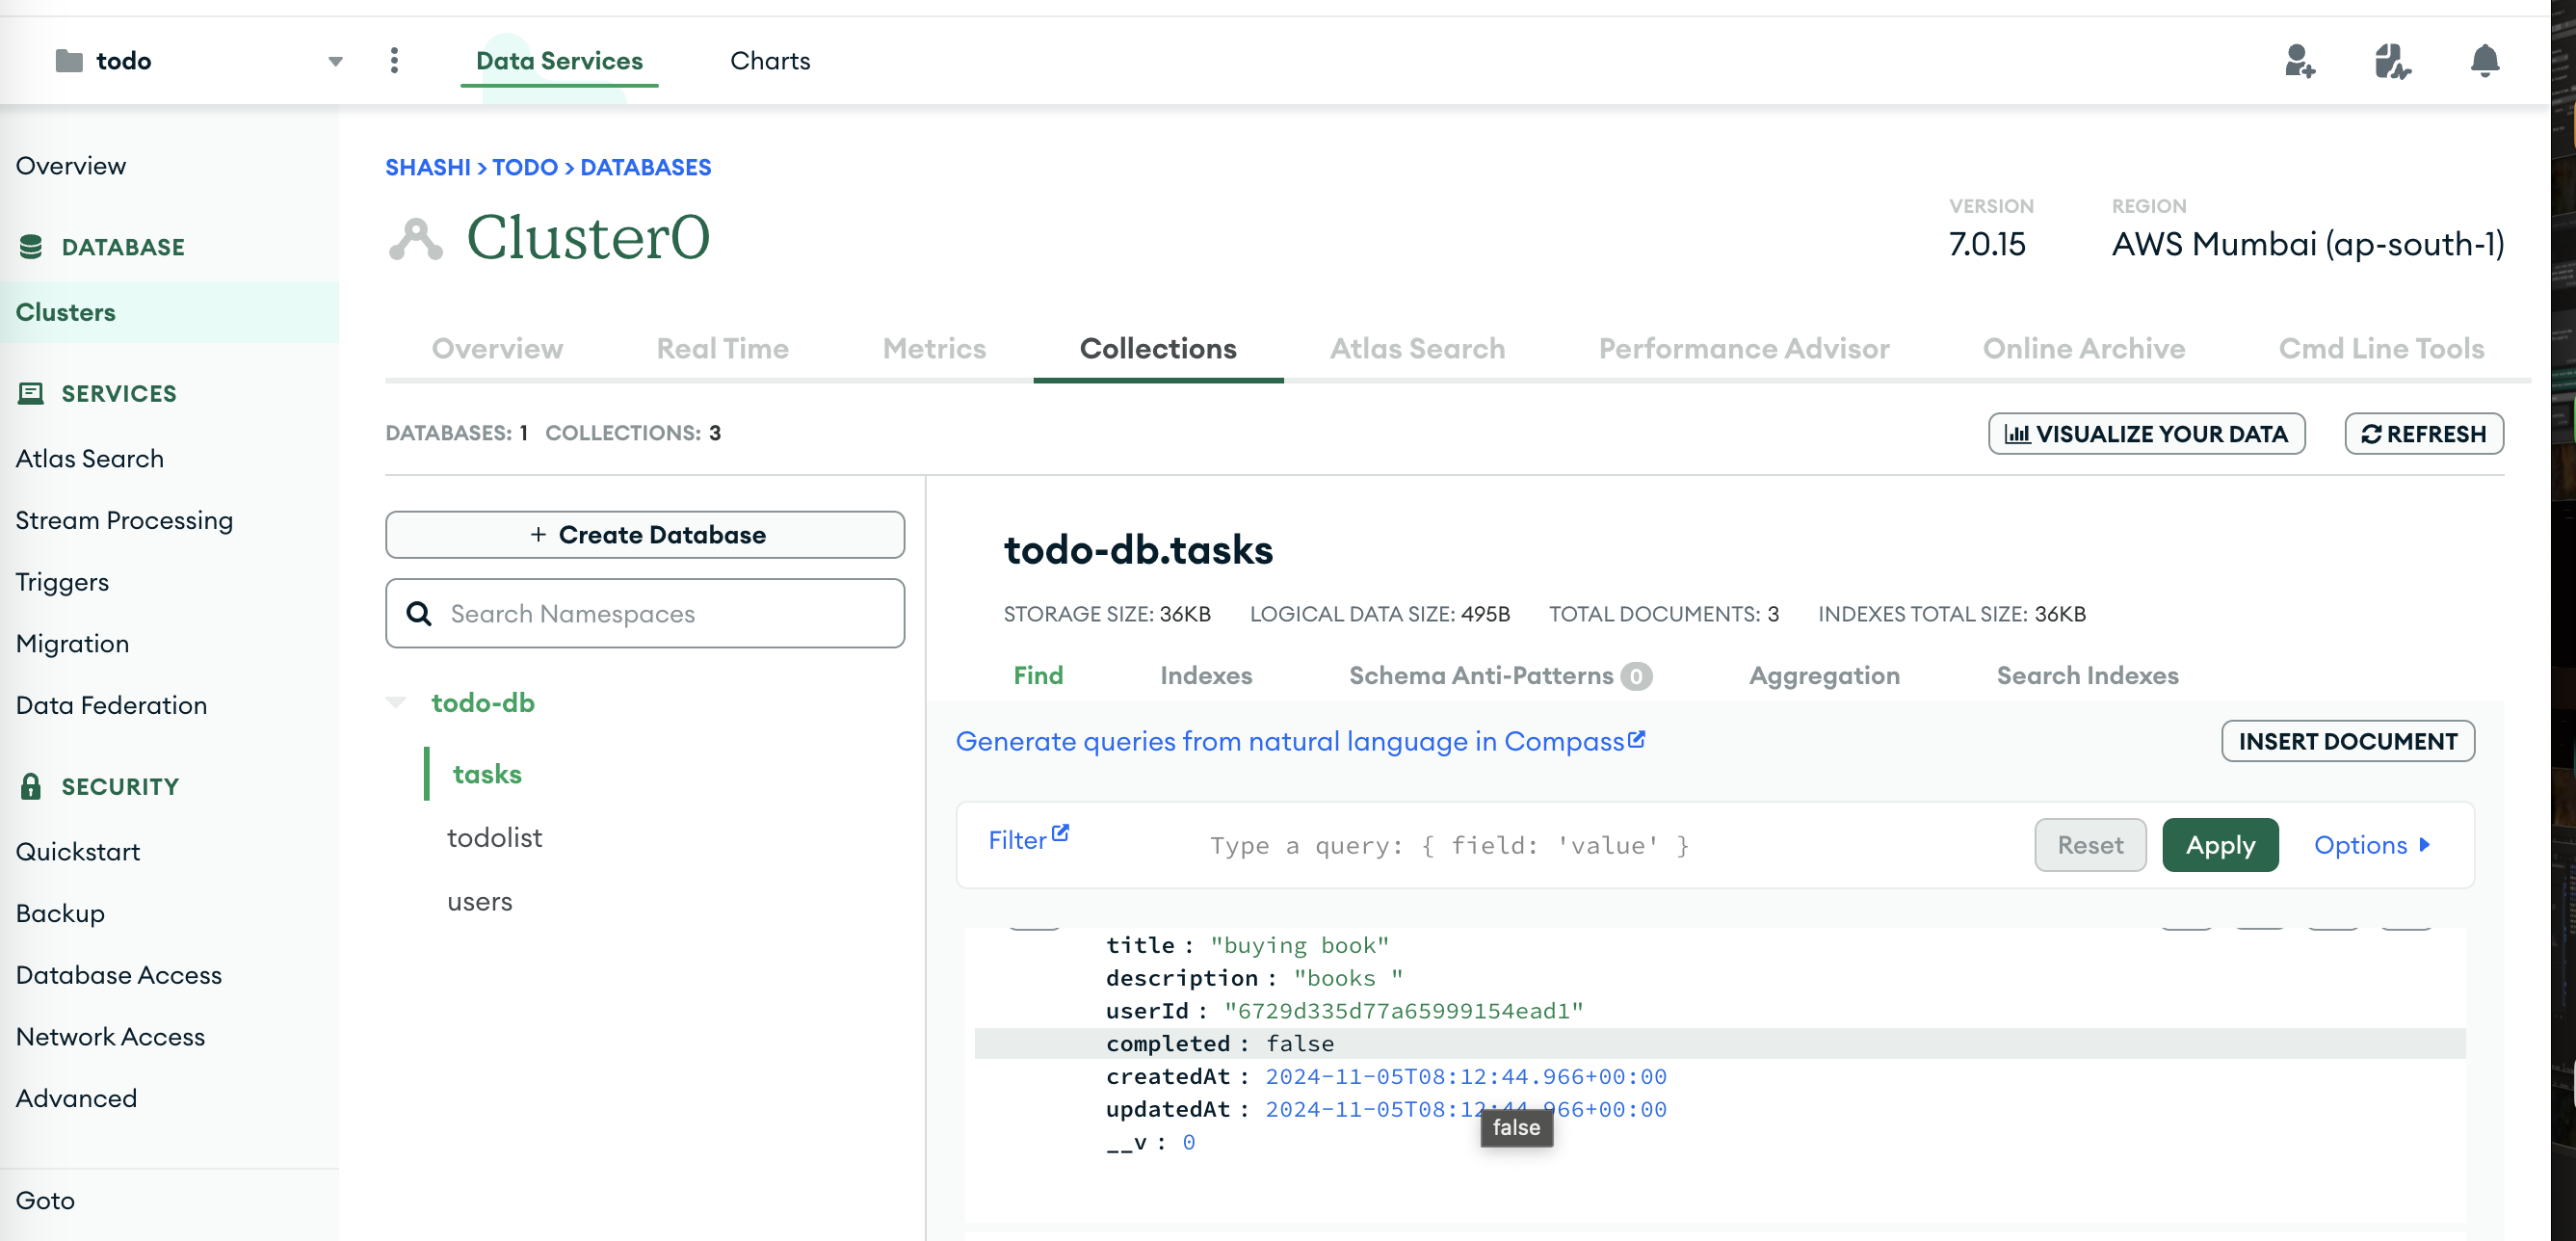 todo
Data Services
Charts
Overview
DATABASE
Clusters
SERVICES
Atlas Search
Stream Processing
Triggers
Migration
Data Federation
SECURITY
Quickstart
Backup
Database Access
Network Access
Advanced
Goto
SHASHI > TODO > DATABASES
Cluster0
VERSION
7.0.15
REGION
AWS Mumbai (ap-south-1)
Overview
Real Time
Metrics
Collections
Atlas Search
Performance Advisor
Online Archive
Cmd Line Tools
DATABASES: 1 COLLECTIONS: 3
VISUALIZE YOUR DATA
REFRESH
+ Create Database
Search Namespaces
todo-db
tasks
todolist
users
todo-db.tasks
STORAGE SIZE: 36KB LOGICAL DATA SIZE: 495B TOTAL DOCUMENTS: 3 INDEXES TOTAL SIZE: 36KB
Find
Indexes
Schema Anti-Patterns 0
Aggregation
Search Indexes
Generate queries from natural language in Compass
INSERT DOCUMENT
Filter
Type a query: { field: 'value' }
Reset
Apply
Options
title : "buying book"
description : "books "
userId : "6729d335d77a65999154ead1"
completed : false
createdAt : 2024-11-05T08:12:44.966+00:00
updatedAt : 2024-11-05T08:12:44.966+00:00
__v : 0
false